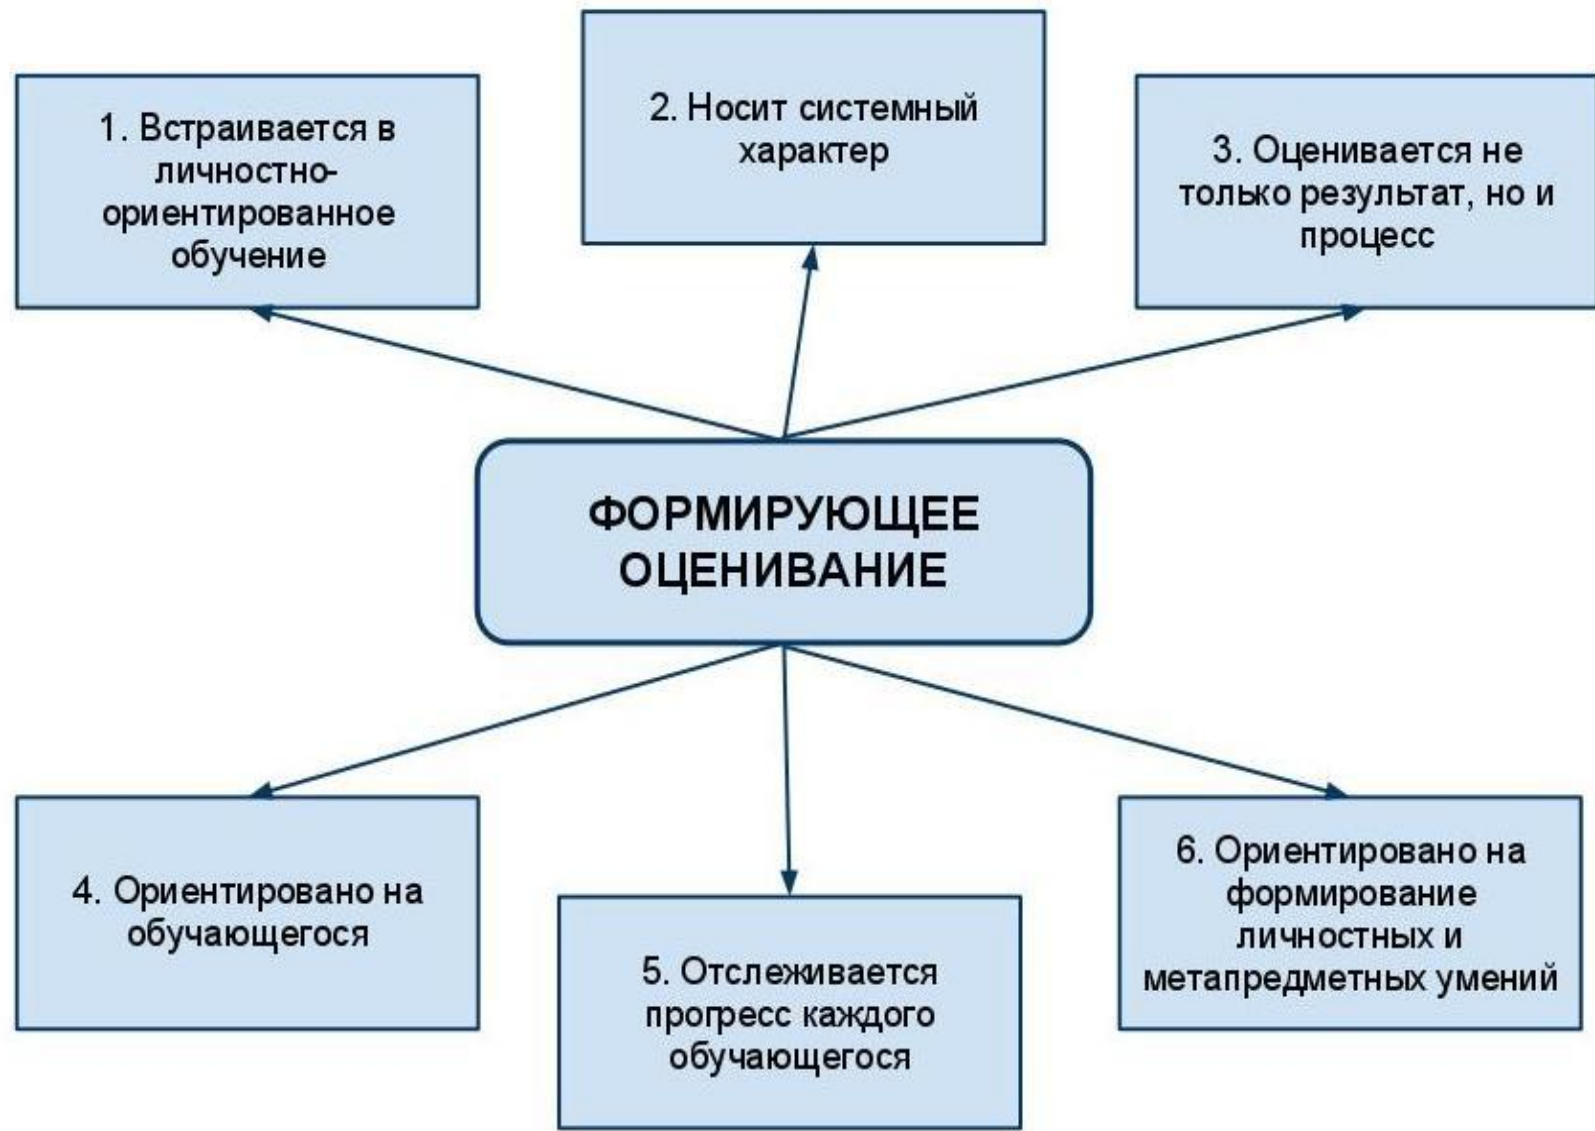 1. Встраивается в
личностно-
ориентированное
обучение
2. Носит системный
характер
3. Оценивается не
только результат, но и
процесс
ФОРМИРУЮЩЕЕ
ОЦЕНИВАНИЕ
4. Ориентировано на
обучающегося
5. Отслеживается
прогресс каждого
обучающегося
6. Ориентировано на
формирование
личностных и
метапредметных умений